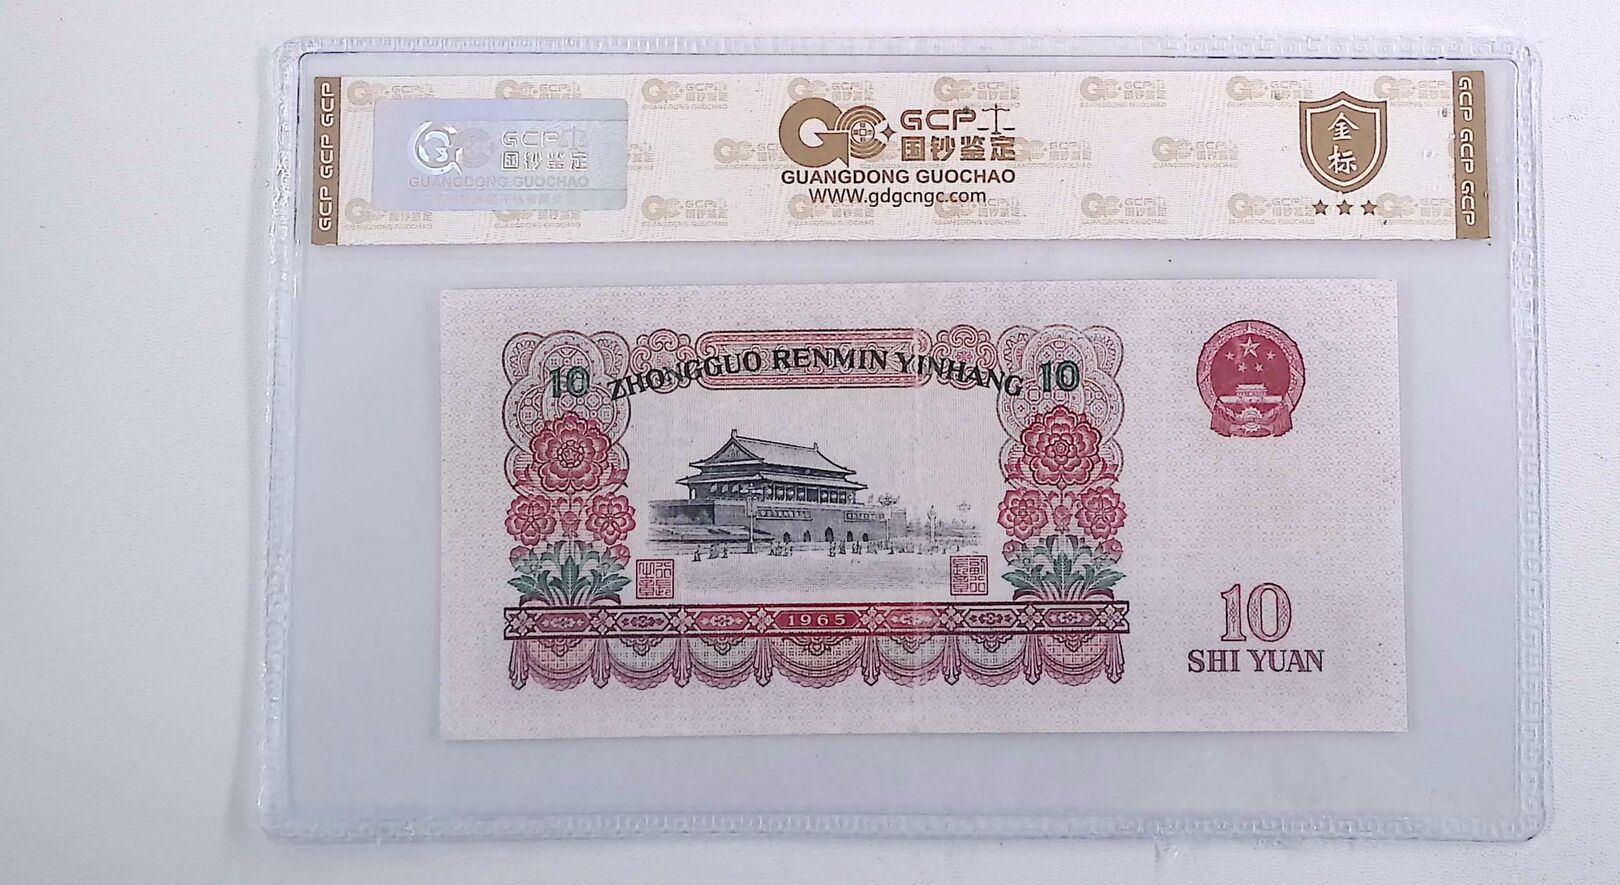 GCP GCP GCP
GCP
国钞鉴定
GUANGDONG GUOCHAO
GCP
国钞鉴定
GUANGDONG GUOCHAO
WWW.gdgcngc.com
金
标
GCP GCP GCP
ZHONGGUO RENMIN YINHANG
10
10
1965
10
SHI YUAN